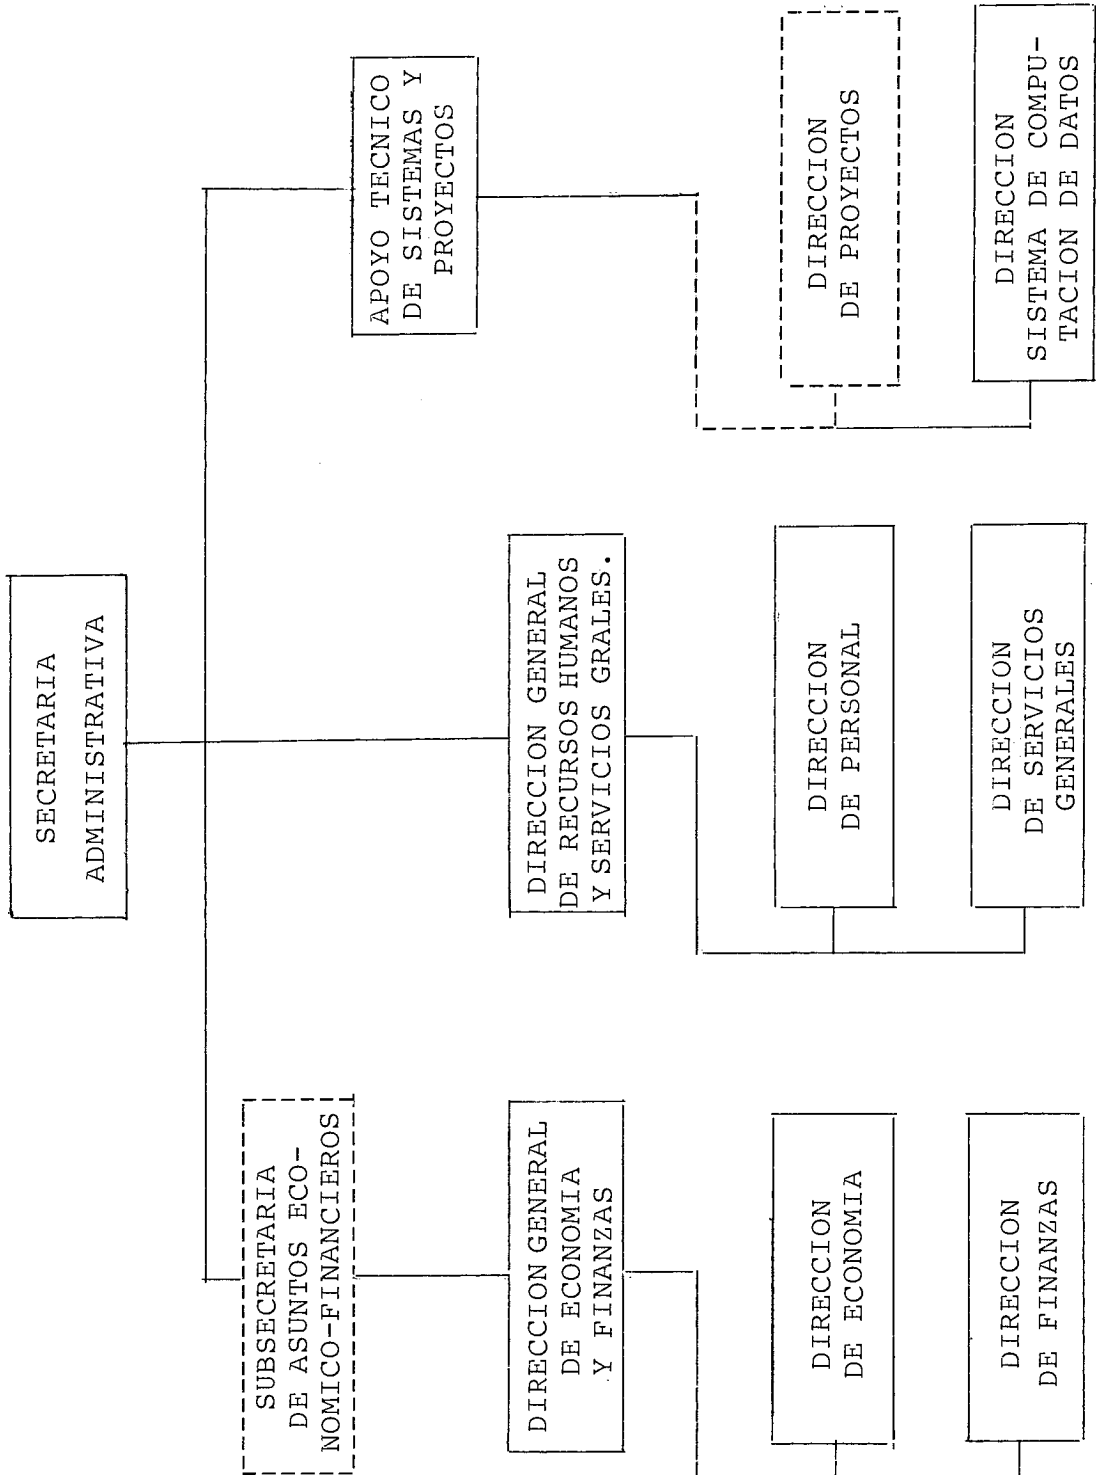 SECRETARIA
ADMINISTRATIVA
SUBSECRETARIA
DE ASUNTOS ECO-
NOMICO-FINANCIEROS
APOYO TECNICO
DE SISTEMAS Y
PROYECTOS
DIRECCION GENERAL
DE ECONOMIA
Y FINANZAS
DIRECCION GENERAL
DE RECURSOS HUMANOS
Y SERVICIOS GRALES.
DIRECCION
DE ECONOMIA
DIRECCION
DE PERSONAL
DIRECCION
DE PROYECTOS
DIRECCION
DE FINANZAS
DIRECCION
DE SERVICIOS
GENERALES
DIRECCION
SISTEMA DE COMPU-
TACION DE DATOS